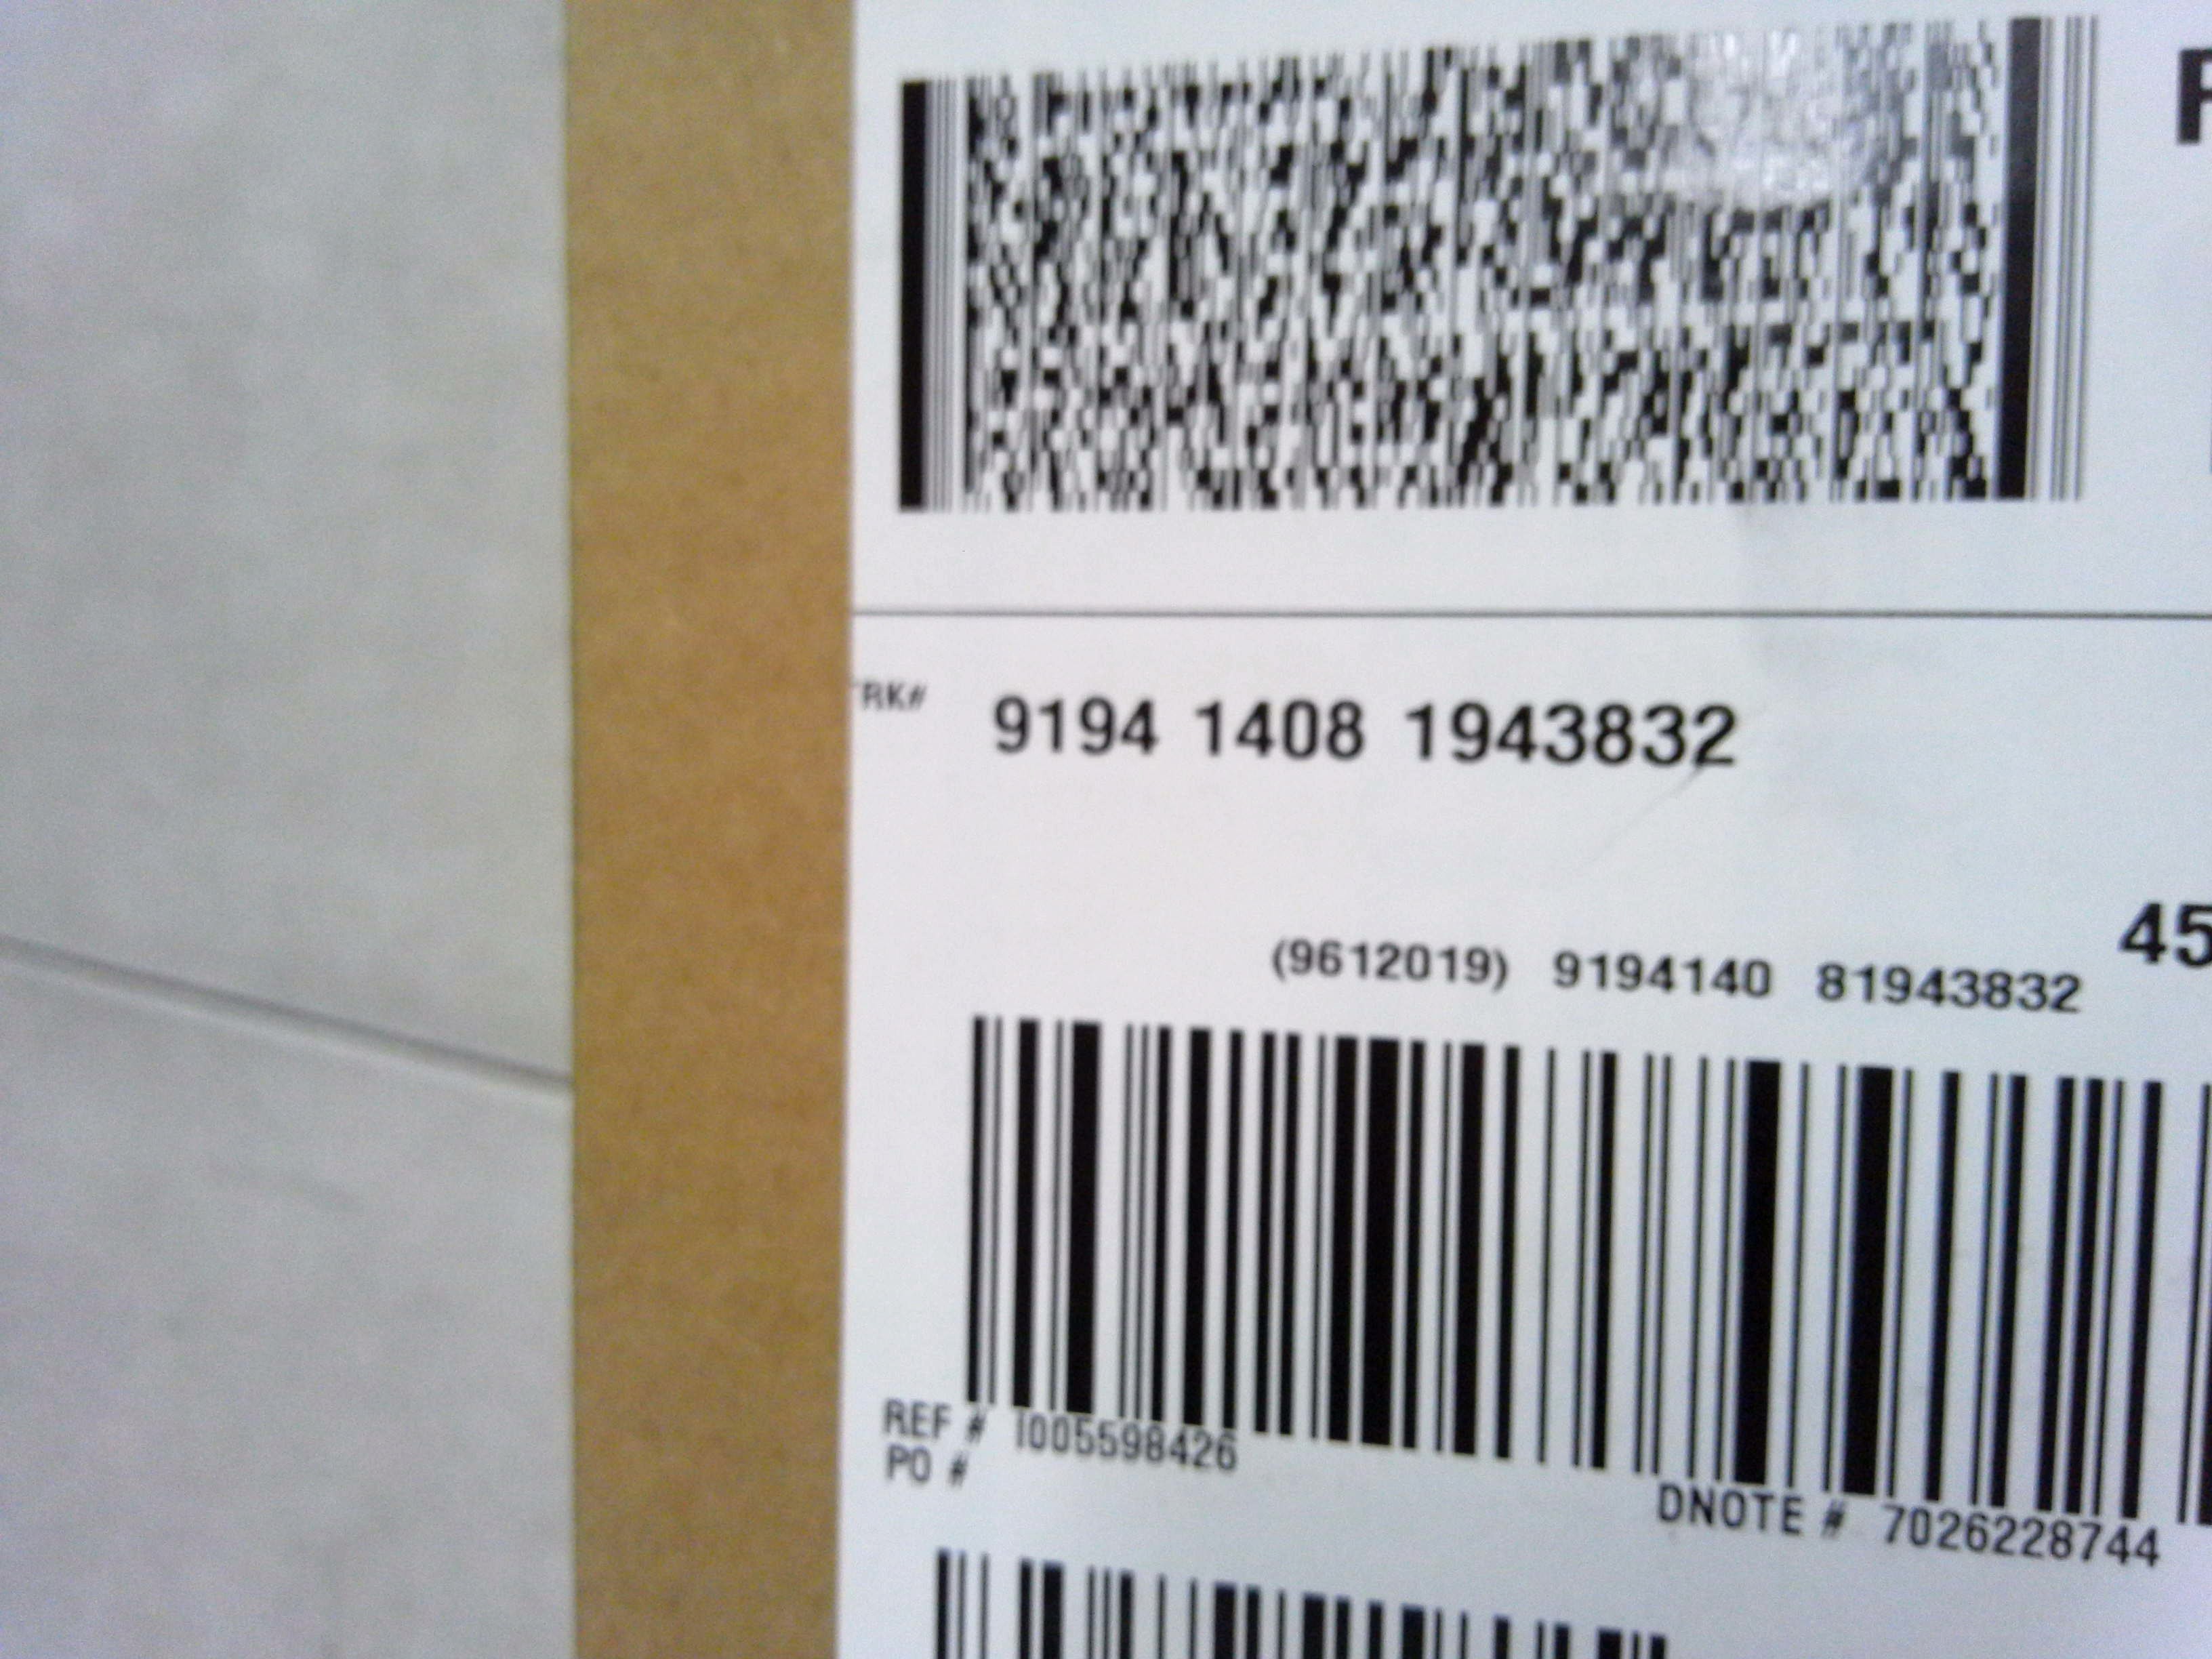 TRK# 9194 1408 1943832
45
(9612019) 9194140 81943832
REF # 1005598426
PO #
DNOTE # 7026228744